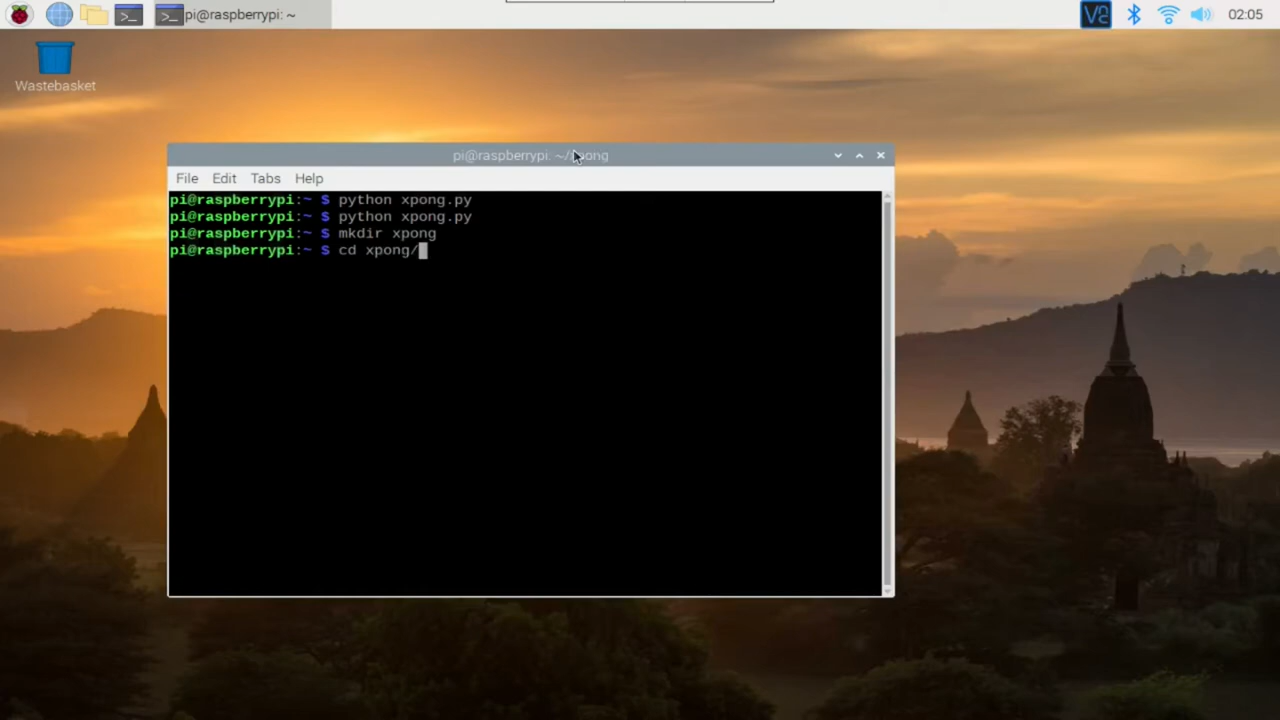 pi@raspberrypi: ~
02:05
Wastebasket
pi@raspberrypi: ~/xpong
File Edit Tabs Help
pi@raspberrypi:~ $ python xpong.py
pi@raspberrypi:~ $ python xpong.py
pi@raspberrypi:~ $ mkdir xpong
pi@raspberrypi:~ $ cd xpong/